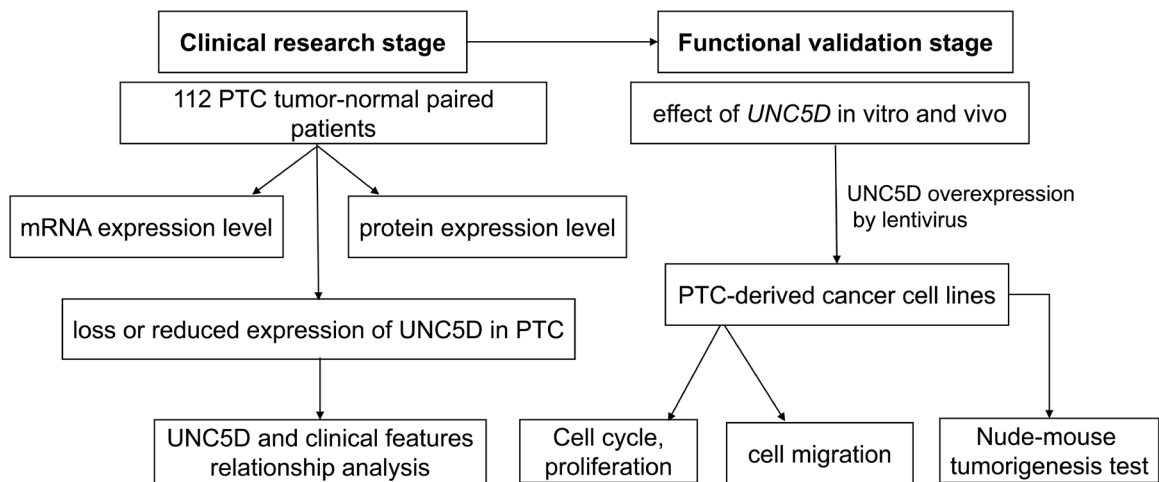 Clinical research stage
Functional validation stage
112 PTC tumor-normal paired
patients
effect of UNC5D in vitro and vivo
UNC5D overexpression
by lentivirus
mRNA expression level
protein expression level
PTC-derived cancer cell lines
loss or reduced expression of UNC5D in PTC
UNC5D and clinical features
relationship analysis
Cell cycle,
proliferation
cell migration
Nude-mouse
tumorigenesis test